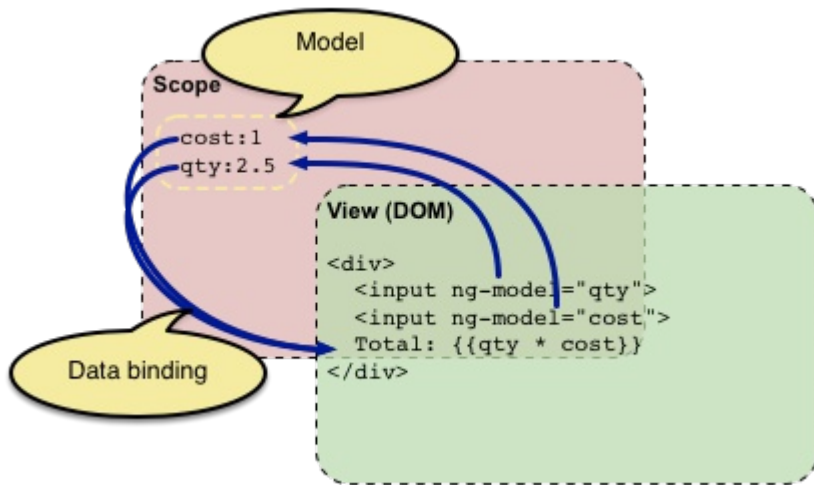 Model
Scope
cost:1
qty:2.5
View (DOM)
<div>
<input ng-model="qty">
<input ng-model="cost">
Total: {{qty * cost}}
</div>
Data binding